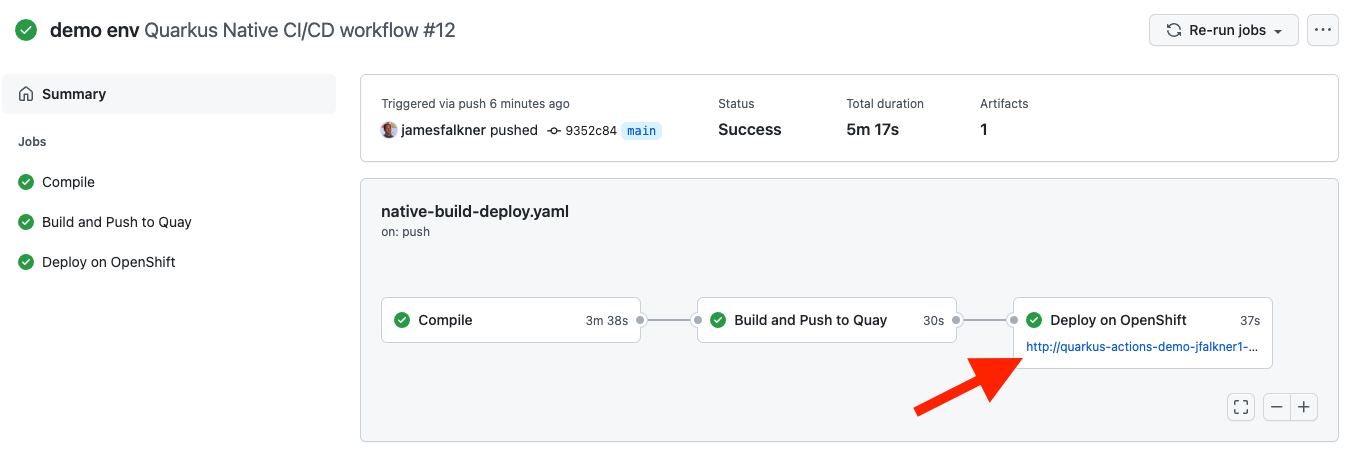 demo env Quarkus Native CI/CD workflow #12
Re-run jobs
Summary
Jobs
Compile
Build and Push to Quay
Deploy on OpenShift
Triggered via push 6 minutes ago
jamesfalkner pushed 9352c84 main
Status
Success
Total duration
5m 17s
Artifacts
1
native-build-deploy.yaml
on: push
Compile 3m 38s
Build and Push to Quay 30s
Deploy on OpenShift 37s
http://quarkus-actions-demo-jfalkner1-...